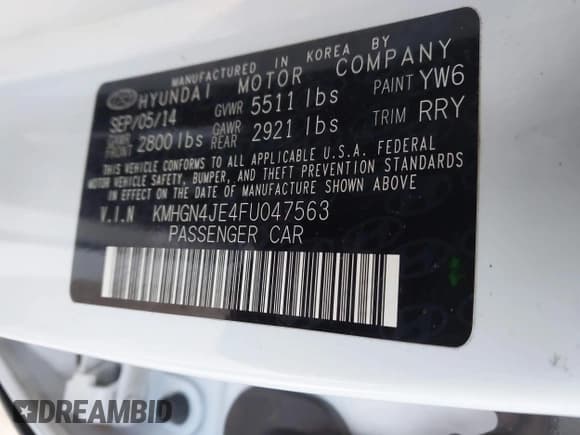 MANUFACTURED IN KOREA BY
HYUNDAI MOTOR COMPANY
SEP/05/14 GVWR 5511 lbs PAINT YW6
GAWR FRONT 2800 lbs GAWR REAR 2921 lbs TRIM RRY
THIS VEHICLE CONFORMS TO ALL APPLICABLE U.S.A. FEDERAL
MOTOR VEHICLE SAFETY, BUMPER, AND THEFT PREVENTION STANDARDS
IN EFFECT ON THE DATE OF MANUFACTURE SHOWN ABOVE
V.I.N KMHGN4JE4FU047563
PASSENGER CAR
DREAMBID